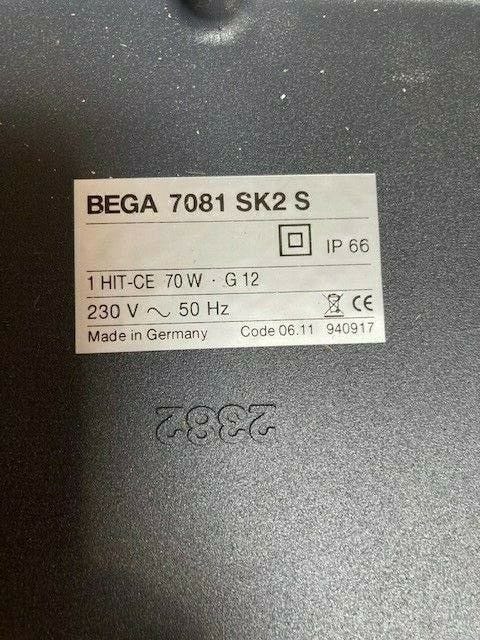 BEGA 7081 SK2 S
IP 66
1 HIT-CE 70 W · G 12
230 V ~ 50 Hz
CE
Made in Germany Code 06.11 940917
2382